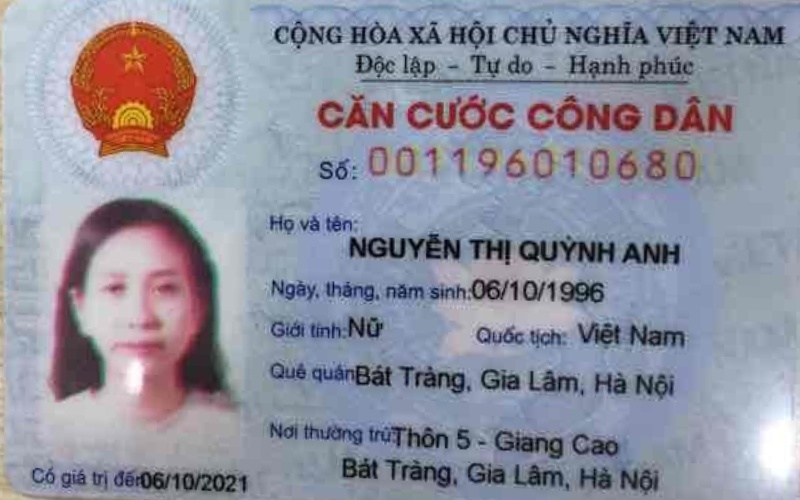 CỘNG HÒA XÃ HỘI CHỦ NGHĨA VIỆT NAM
Độc lập - Tự do - Hạnh phúc
CĂN CƯỚC CÔNG DÂN
Số: 001196010680
Họ và tên:
NGUYỄN THỊ QUỲNH ANH
Ngày, tháng, năm sinh:06/10/1996
Giới tính:Nữ Quốc tịch: Việt Nam
Quê quán Bát Tràng, Gia Lâm, Hà Nội
Nơi thường trú Thôn 5 - Giang Cao
Bát Tràng, Gia Lâm, Hà Nội
Có giá trị đến 06/10/2021